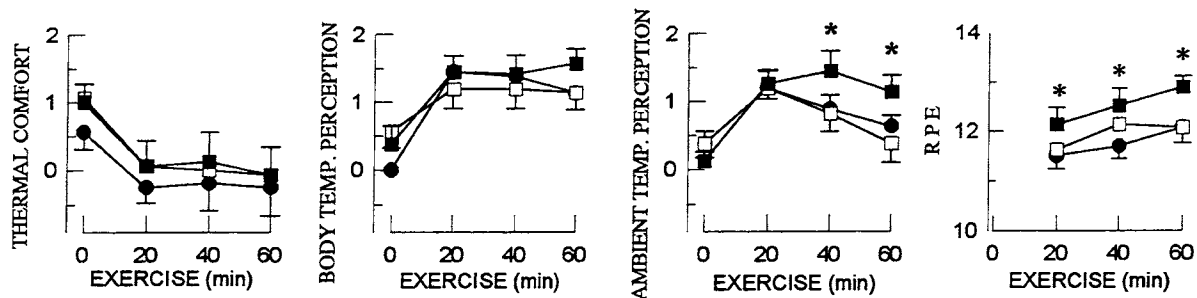 THERMAL COMFORT
2
1
0
0 20 40 60
EXERCISE (min)
BODY TEMP. PERCEPTION
2
1
0
0 20 40 60
EXERCISE (min)
AMBIENT TEMP. PERCEPTION
2
1
0
* *
0 20 40 60
EXERCISE (min)
RPE
14
12
10
* * *
0 20 40 60
EXERCISE (min)